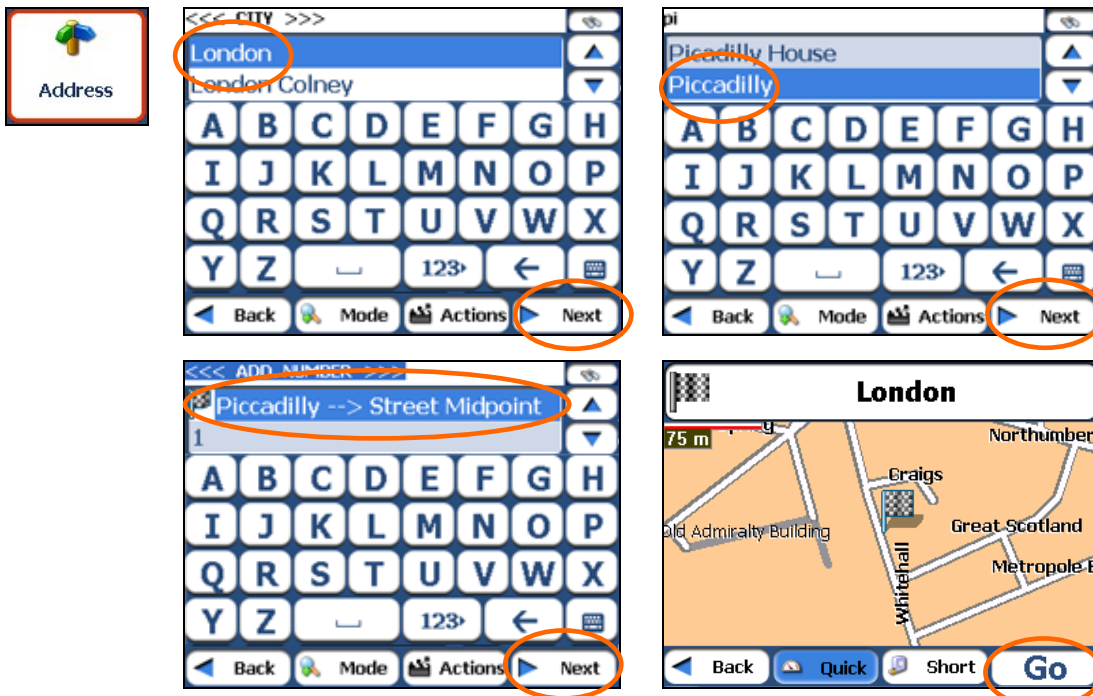 Address
<<< CITY >>>
London
London Colney
A B C D E F G H
I J K L M N O P
Q R S T U V W X
Y Z 123›
Back Mode Actions Next
pi
Picadilly House
Piccadilly
A B C D E F G H
I J K L M N O P
Q R S T U V W X
Y Z 123›
Back Mode Actions Next
<<< ADD NUMBER >>>
Piccadilly --> Street Midpoint
1
A B C D E F G H
I J K L M N O P
Q R S T U V W X
Y Z 123›
Back Mode Actions Next
London
75 m
Northumber
Craigs
Old Admiralty Building
Great Scotland
Metropole
Whitehall
Back Quick Short Go